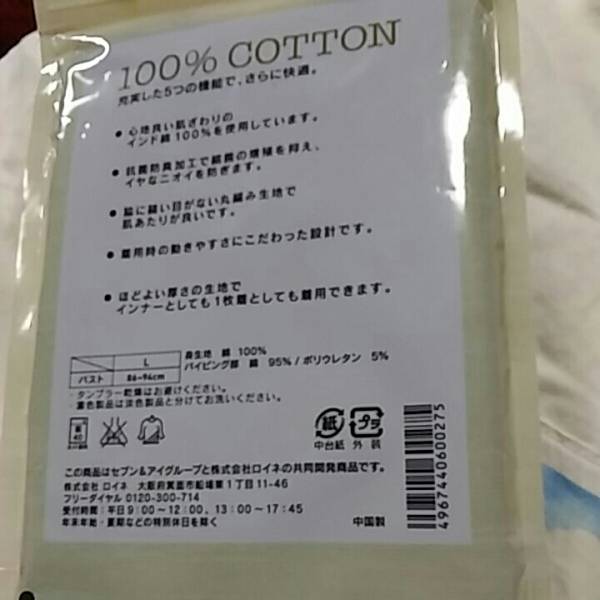 100% COTTON
充実した5つの機能で、さらに快適。
● 心地良い肌ざわりの
インド綿100%を使用しています。
● 抗菌防臭加工で細菌の増殖を抑え、
イヤなニオイを防ぎます。
● 脇に縫い目がない丸編み生地で
肌あたりが良いです。
● 着用時の動きやすさにこだわった設計です。
● ほどよい厚さの生地で
インナーとしても1枚着としても着用できます。
L
バスト 86~94cm
身生地 綿 100%
パイピング部 綿 95%/ポリウレタン 5%
・タンブラー乾燥はお避けください。
・濃色製品は淡色製品と分けてお洗いください。
紙 プラ
中台紙 外装
この商品はセブン&アイグループと株式会社ロイネの共同開発商品です。
株式会社 ロイネ 大阪府箕面市船場東1丁目11-46
フリーダイヤル 0120-300-714
受付時間:平日9:00~12:00、13:00~17:45
年末年始・夏期などの特別休日を除く
中国製
4967440600275